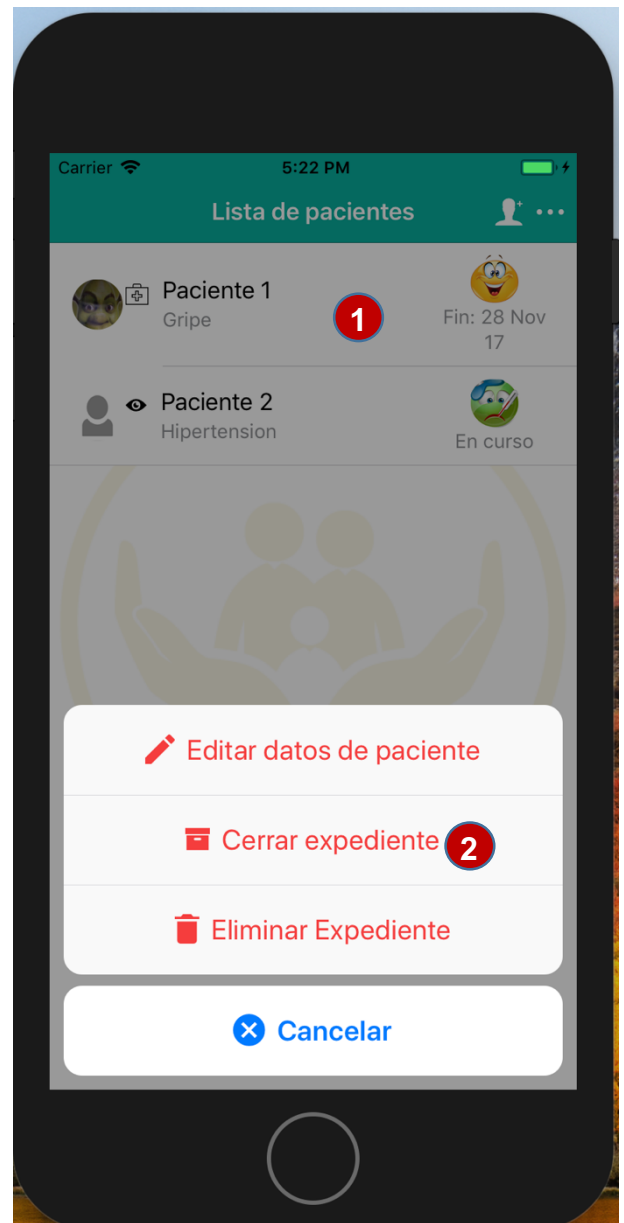 Carrier 5:22 PM
Lista de pacientes
Paciente 1
Gripe
1
Fin: 28 Nov
17
Paciente 2
Hipertension
En curso
Editar datos de paciente
Cerrar expediente 2
Eliminar Expediente
Cancelar